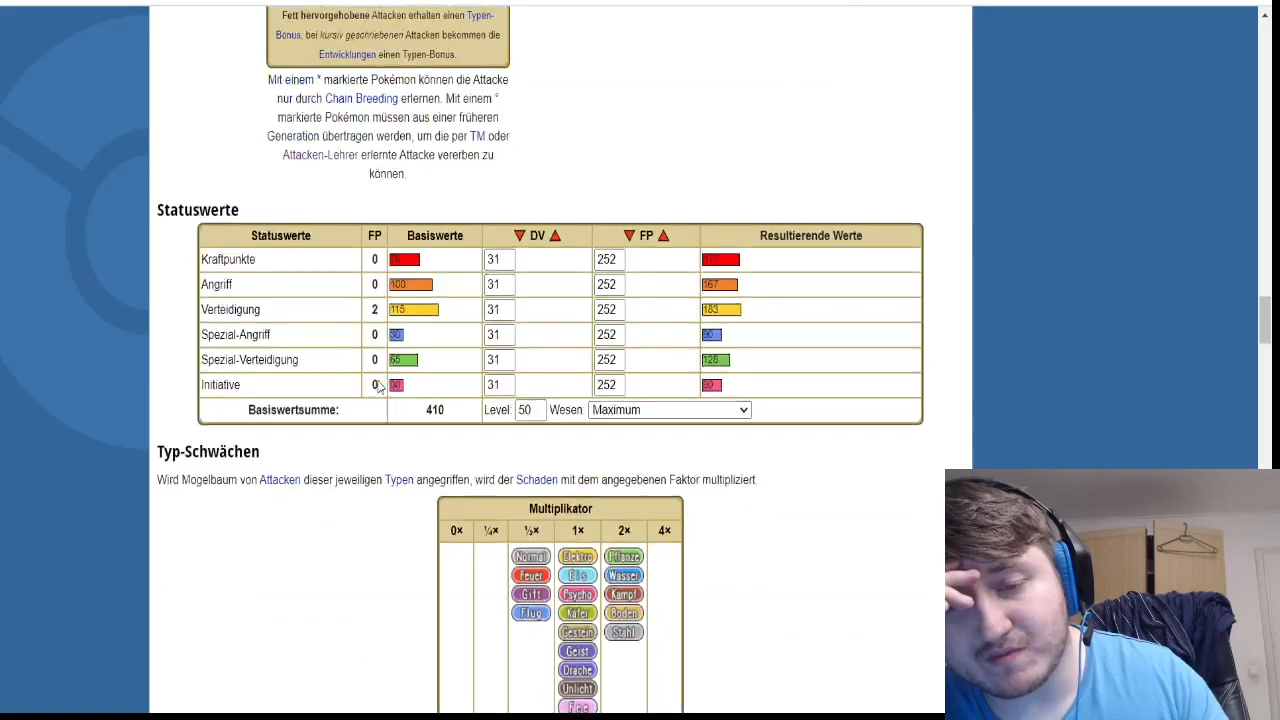 Fett hervorgehobene Attacken erhalten einen Typen-
Bonus, bei kursiv geschriebenen Attacken bekommen die
Entwicklungen einen Typen-Bonus.
Mit einem * markierte Pokémon können die Attacke
nur durch Chain Breeding erlernen. Mit einem °
markierte Pokémon müssen aus einer früheren
Generation übertragen werden, um die per TM oder
Attacken-Lehrer erlernte Attacke vererben zu
können.
Statuswerte
Statuswerte FP Basiswerte ▼ DV ▲ ▼ FP ▲ Resultierende Werte
Kraftpunkte 0 31 252
Angriff 0 100 31 252 167
Verteidigung 2 115 31 252 183
Spezial-Angriff 0 30 31 252 90
Spezial-Verteidigung 0 65 31 252 128
Initiative 0 30 31 252 90
Basiswertsumme: 410 Level: 50 Wesen: Maximum
Typ-Schwächen
Wird Mogelbaum von Attacken dieser jeweiligen Typen angegriffen, wird der Schaden mit dem angegebenen Faktor multipliziert
Multiplikator
0× ¼× ½× 1× 2× 4×
Normal Elektro Pflanze
Feuer Eis Wasser
Gift Psycho Kampf
Flug Käfer Boden
Gestein Stahl
Geist
Drache
Unlicht
Fee